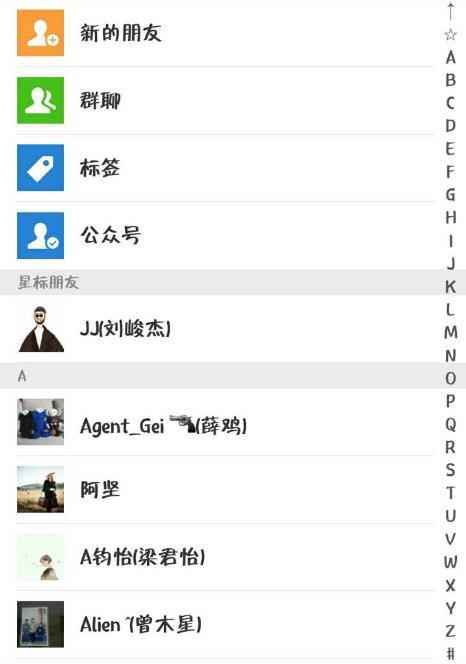 新的朋友
群聊
标签
公众号
星标朋友
JJ(刘峻杰)
A
Agent_Gei 🔫(薛鸡)
阿坚
A钧怡(梁君怡)
Alien ~(曾木星)
↑
☆
A
B
C
D
E
F
G
H
I
J
K
L
M
N
O
P
Q
R
S
T
U
V
W
X
Y
Z
#